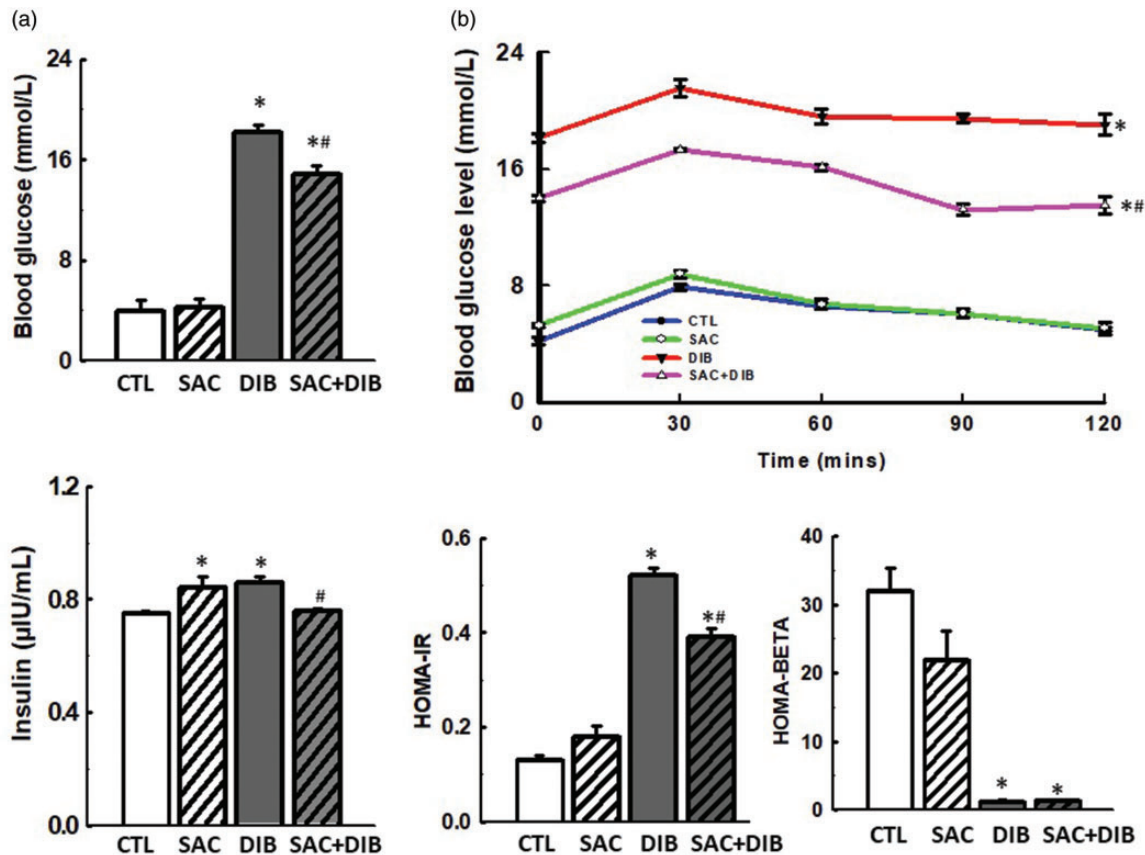 (a)
Blood glucose (mmol/L)
24
16
8
0
*
*#
CTL SAC DIB SAC+DIB
(b)
Blood glucose level (mmol/L)
24
16
8
0
*
*#
CTL
SAC
DIB
SAC+DIB
0 30 60 90 120
Time (mins)
Insulin (µIU/mL)
1.2
0.8
0.4
0.0
* * #
CTL SAC DIB SAC+DIB
HOMA-IR
0.6
0.4
0.2
0.0
*
*#
CTL SAC DIB SAC+DIB
HOMA-BETA
40
30
20
10
0
* *
CTL SAC DIB SAC+DIB